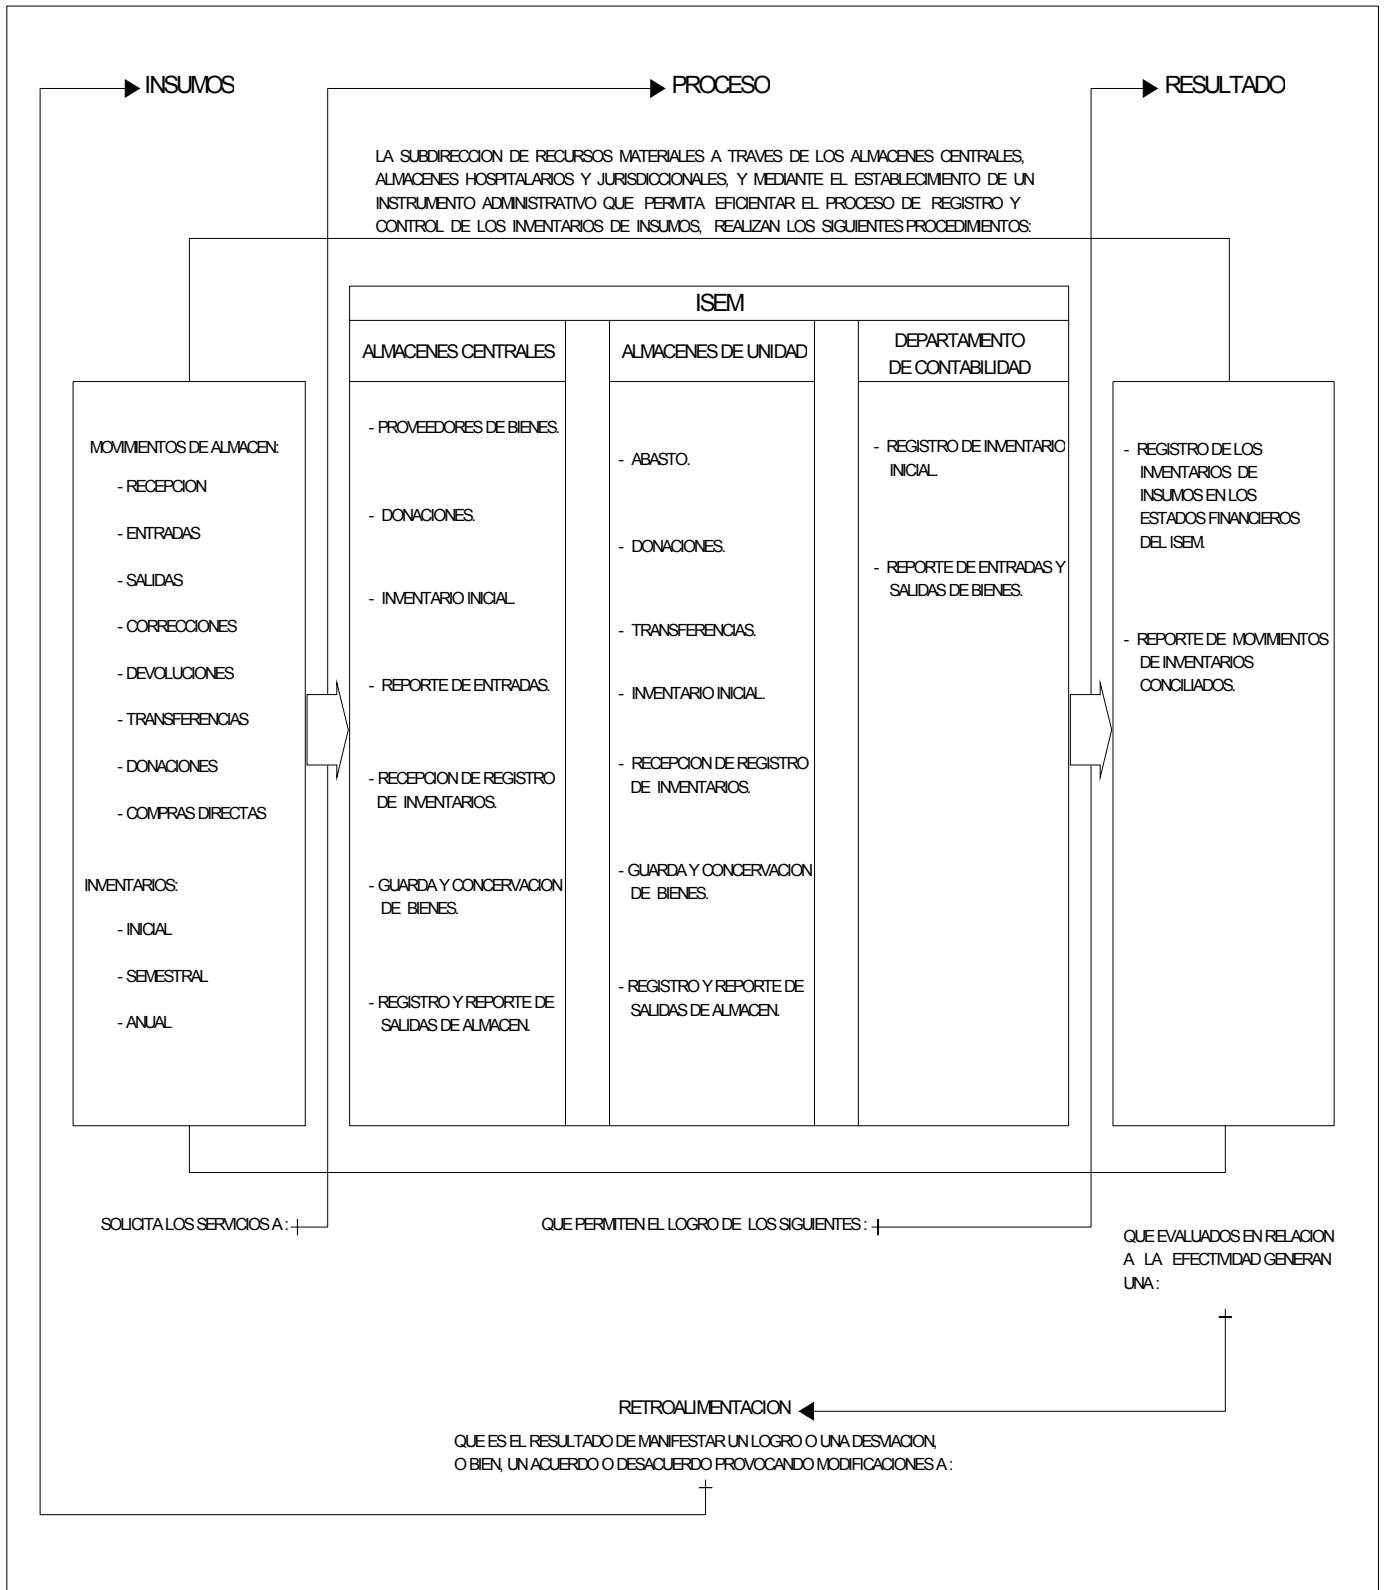 INSUMOS
PROCESO
RESULTADO
LA SUBDIRECCION DE RECURSOS MATERIALES A TRAVES DE LOS ALMACENES CENTRALES,
ALMACENES HOSPITALARIOS Y JURISDICCIONALES, Y MEDIANTE EL ESTABLECIMIENTO DE UN
INSTRUMENTO ADMINISTRATIVO QUE PERMITA EFICIENTAR EL PROCESO DE REGISTRO Y
CONTROL DE LOS INVENTARIOS DE INSUMOS, REALIZAN LOS SIGUIENTES PROCEDIMIENTOS:
MOVIMIENTOS DE ALMACEN:
- RECEPCION
- ENTRADAS
- SALIDAS
- CORRECCIONES
- DEVOLUCIONES
- TRANSFERENCIAS
- DONACIONES
- COMPRAS DIRECTAS
INVENTARIOS:
- INICIAL
- SEMESTRAL
- ANUAL
ISEM
ALMACENES CENTRALES
- PROVEEDORES DE BIENES.
- DONACIONES.
- INVENTARIO INICIAL.
- REPORTE DE ENTRADAS.
- RECEPCION DE REGISTRO
DE INVENTARIOS.
- GUARDA Y CONCERVACION
DE BIENES.
- REGISTRO Y REPORTE DE
SALIDAS DE ALMACEN.
ALMACENES DE UNIDAD
- ABASTO.
- DONACIONES.
- TRANSFERENCIAS.
- INVENTARIO INICIAL.
- RECEPCION DE REGISTRO
DE INVENTARIOS.
- GUARDA Y CONCERVACION
DE BIENES.
- REGISTRO Y REPORTE DE
SALIDAS DE ALMACEN.
DEPARTAMENTO
DE CONTABILIDAD
- REGISTRO DE INVENTARIO
INICIAL.
- REPORTE DE ENTRADAS Y
SALIDAS DE BIENES.
- REGISTRO DE LOS
INVENTARIOS DE
INSUMOS EN LOS
ESTADOS FINANCIEROS
DEL ISEM.
- REPORTE DE MOVIMIENTOS
DE INVENTARIOS
CONCILIADOS.
SOLICITA LOS SERVICIOS A :
QUE PERMITEN EL LOGRO DE LOS SIGUIENTES :
QUE EVALUADOS EN RELACION
A LA EFECTIVIDAD GENERAN
UNA :
RETROALIMENTACION
QUE ES EL RESULTADO DE MANIFESTAR UN LOGRO O UNA DESVIACION,
O BIEN, UN ACUERDO O DESACUERDO PROVOCANDO MODIFICACIONES A :